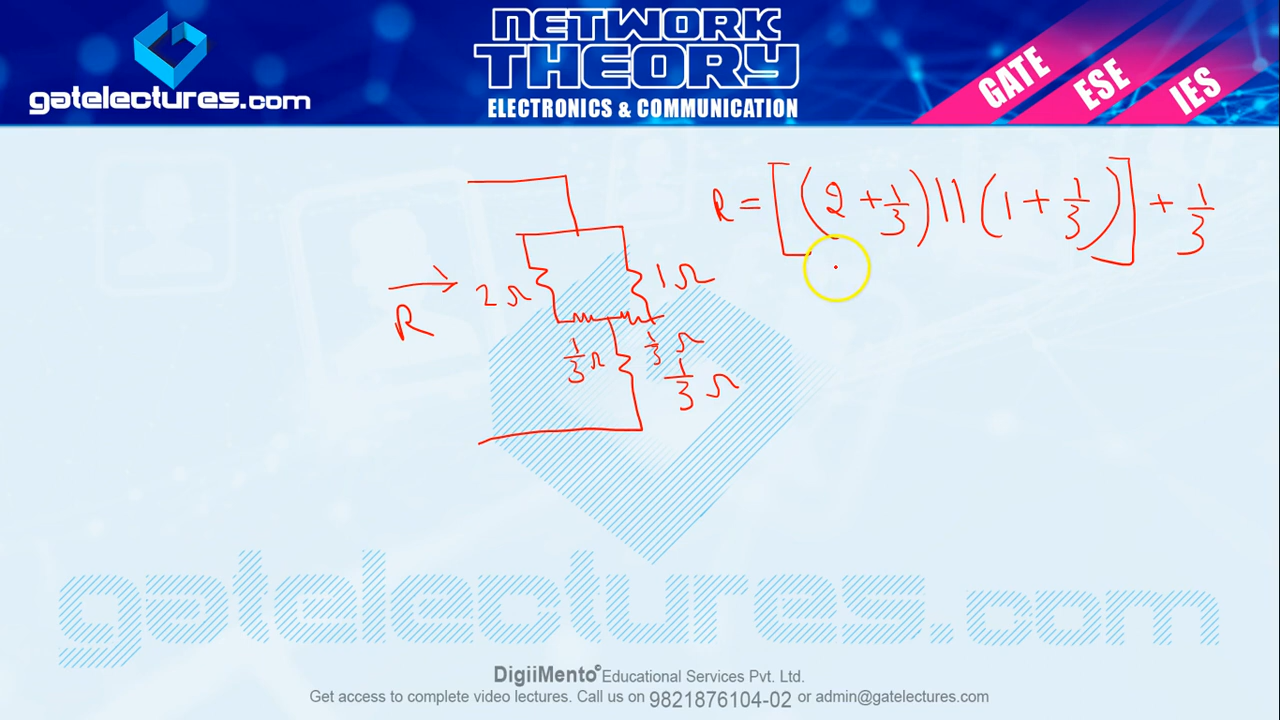 gatelectures.com
NETWORK
THEORY
ELECTRONICS & COMMUNICATION
GATE
ESE
IES
R = [(2 + 1/3) || (1 + 1/3)] + 1/3
R
2Ω
1Ω
1/3 Ω
1/3 Ω
1/3 Ω
gatelectures.com
DigiiMento© Educational Services Pvt. Ltd.
Get access to complete video lectures. Call us on 9821876104-02 or admin@gatelectures.com